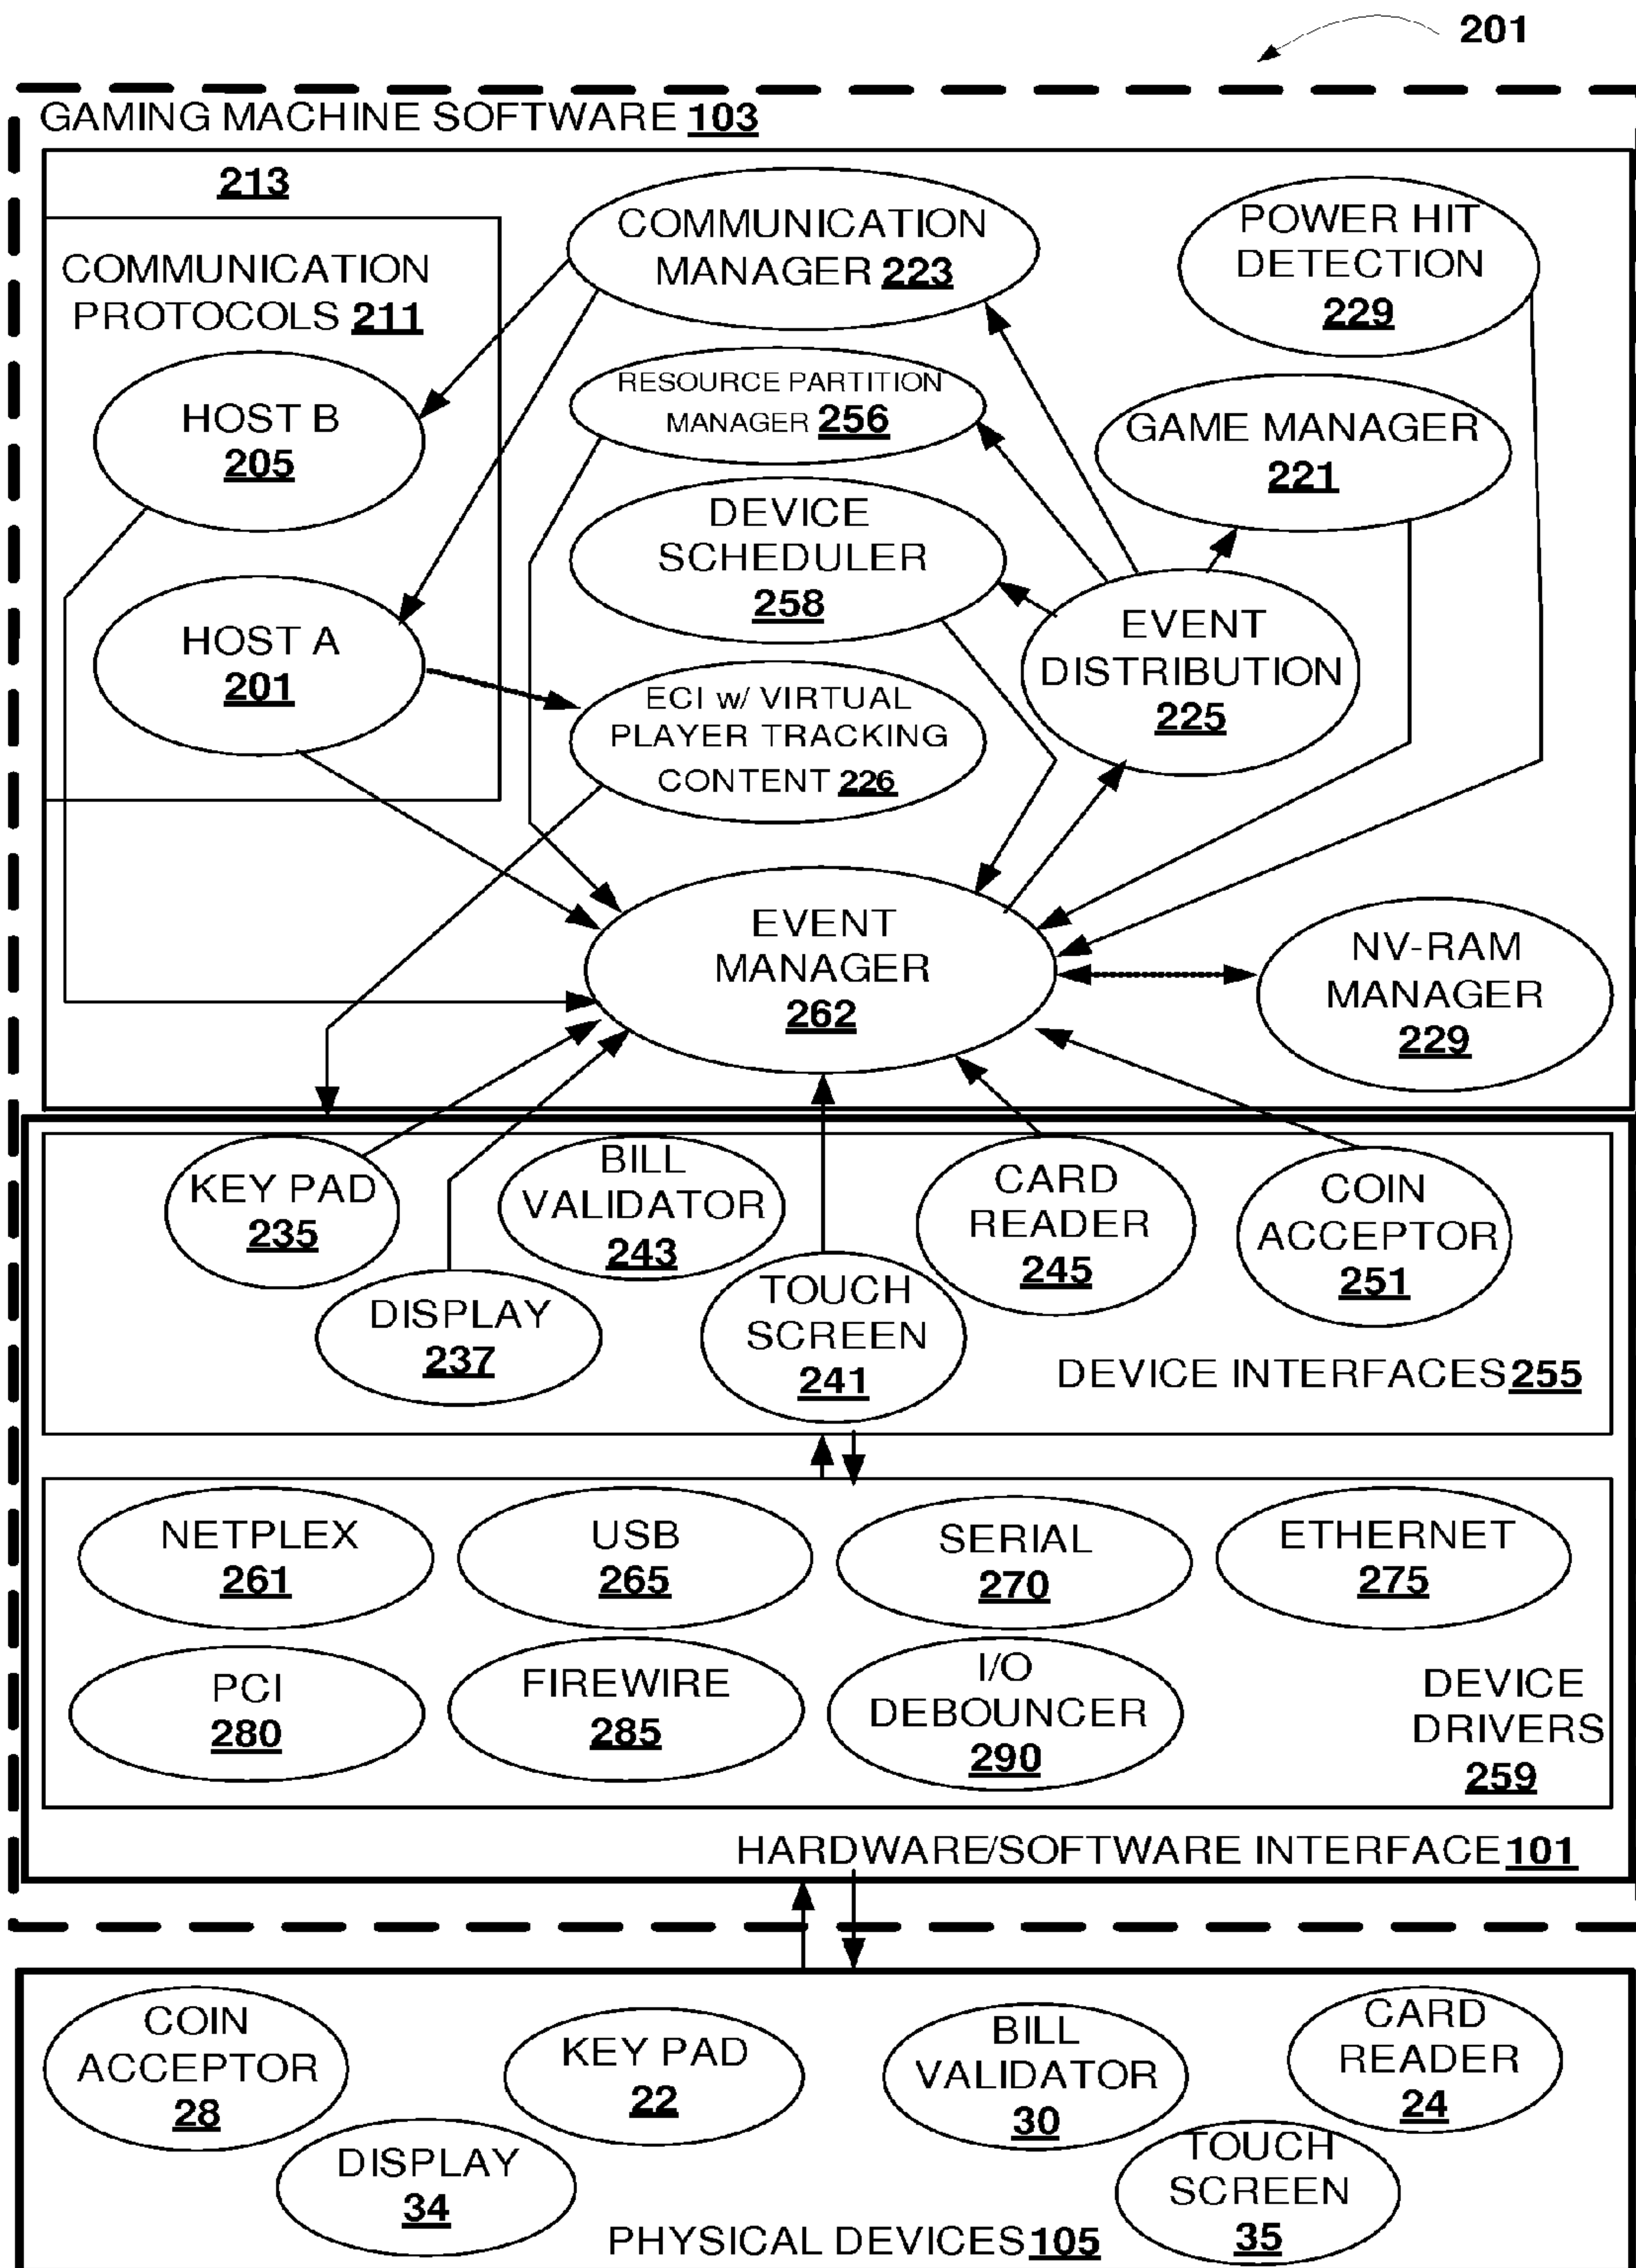 201
GAMING MACHINE SOFTWARE 103
213
COMMUNICATION
PROTOCOLS 211
HOST B
205
HOST A
201
COMMUNICATION
MANAGER 223
RESOURCE PARTITION
MANAGER 256
DEVICE
SCHEDULER
258
ECI w/ VIRTUAL
PLAYER TRACKING
CONTENT 226
POWER HIT
DETECTION
229
GAME MANAGER
221
EVENT
DISTRIBUTION
225
EVENT
MANAGER
262
NV-RAM
MANAGER
229
KEY PAD
235
DISPLAY
237
BILL
VALIDATOR
243
TOUCH
SCREEN
241
CARD
READER
245
COIN
ACCEPTOR
251
DEVICE INTERFACES 255
NETPLEX
261
USB
265
SERIAL
270
ETHERNET
275
PCI
280
FIREWIRE
285
I/O
DEBOUNCER
290
DEVICE
DRIVERS
259
HARDWARE/SOFTWARE INTERFACE 101
COIN
ACCEPTOR
28
DISPLAY
34
KEY PAD
22
BILL
VALIDATOR
30
CARD
READER
24
TOUCH
SCREEN
35
PHYSICAL DEVICES 105